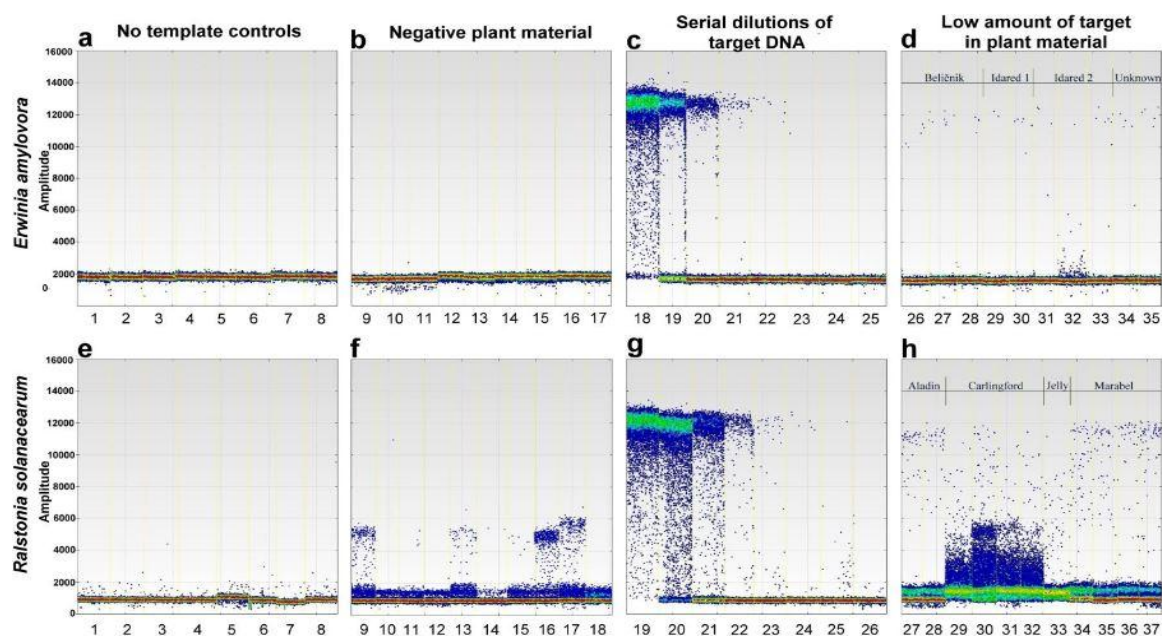 No template controls
Negative plant material
Serial dilutions of
target DNA
Low amount of target
in plant material
a
b
c
d
Erwinia amylovora
Amplitude
16000
14000
12000
10000
8000
6000
4000
2000
0
Beličnik
Idared 1
Idared 2
Unknown
1 2 3 4 5 6 7 8
9 10 11 12 13 14 15 16 17
18 19 20 21 22 23 24 25
26 27 28 29 30 31 32 33 34 35
e
f
g
h
Ralstonia solanacearum
Amplitude
16000
14000
12000
10000
8000
6000
4000
2000
0
Aladin
Carlingford
Jelly
Marabel
1 2 3 4 5 6 7 8
9 10 11 12 13 14 15 16 17 18
19 20 21 22 23 24 25 26
27 28 29 30 31 32 33 34 35 36 37